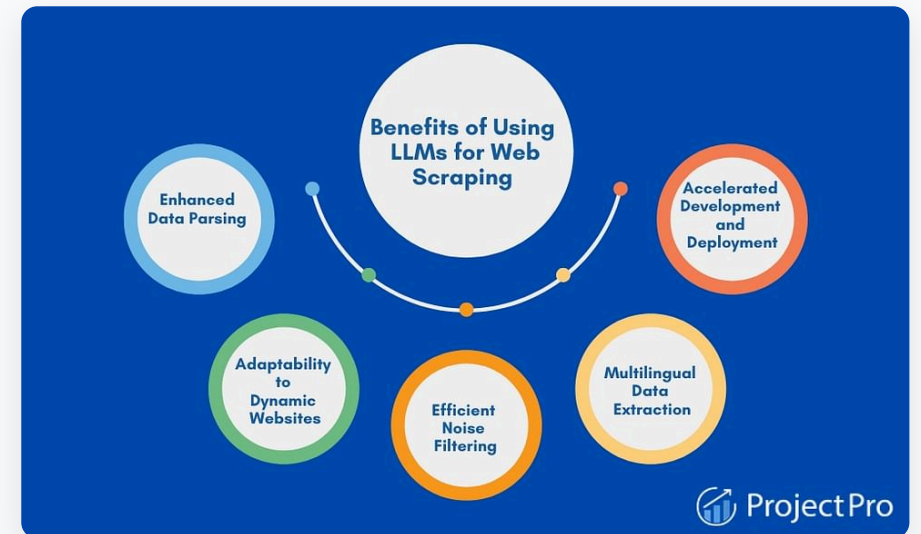 Benefits of Using
LLMs for Web
Scraping
Enhanced
Data Parsing
Adaptability
to
Dynamic
Websites
Efficient
Noise
Filtering
Multilingual
Data
Extraction
Accelerated
Development
and
Deployment
ProjectPro